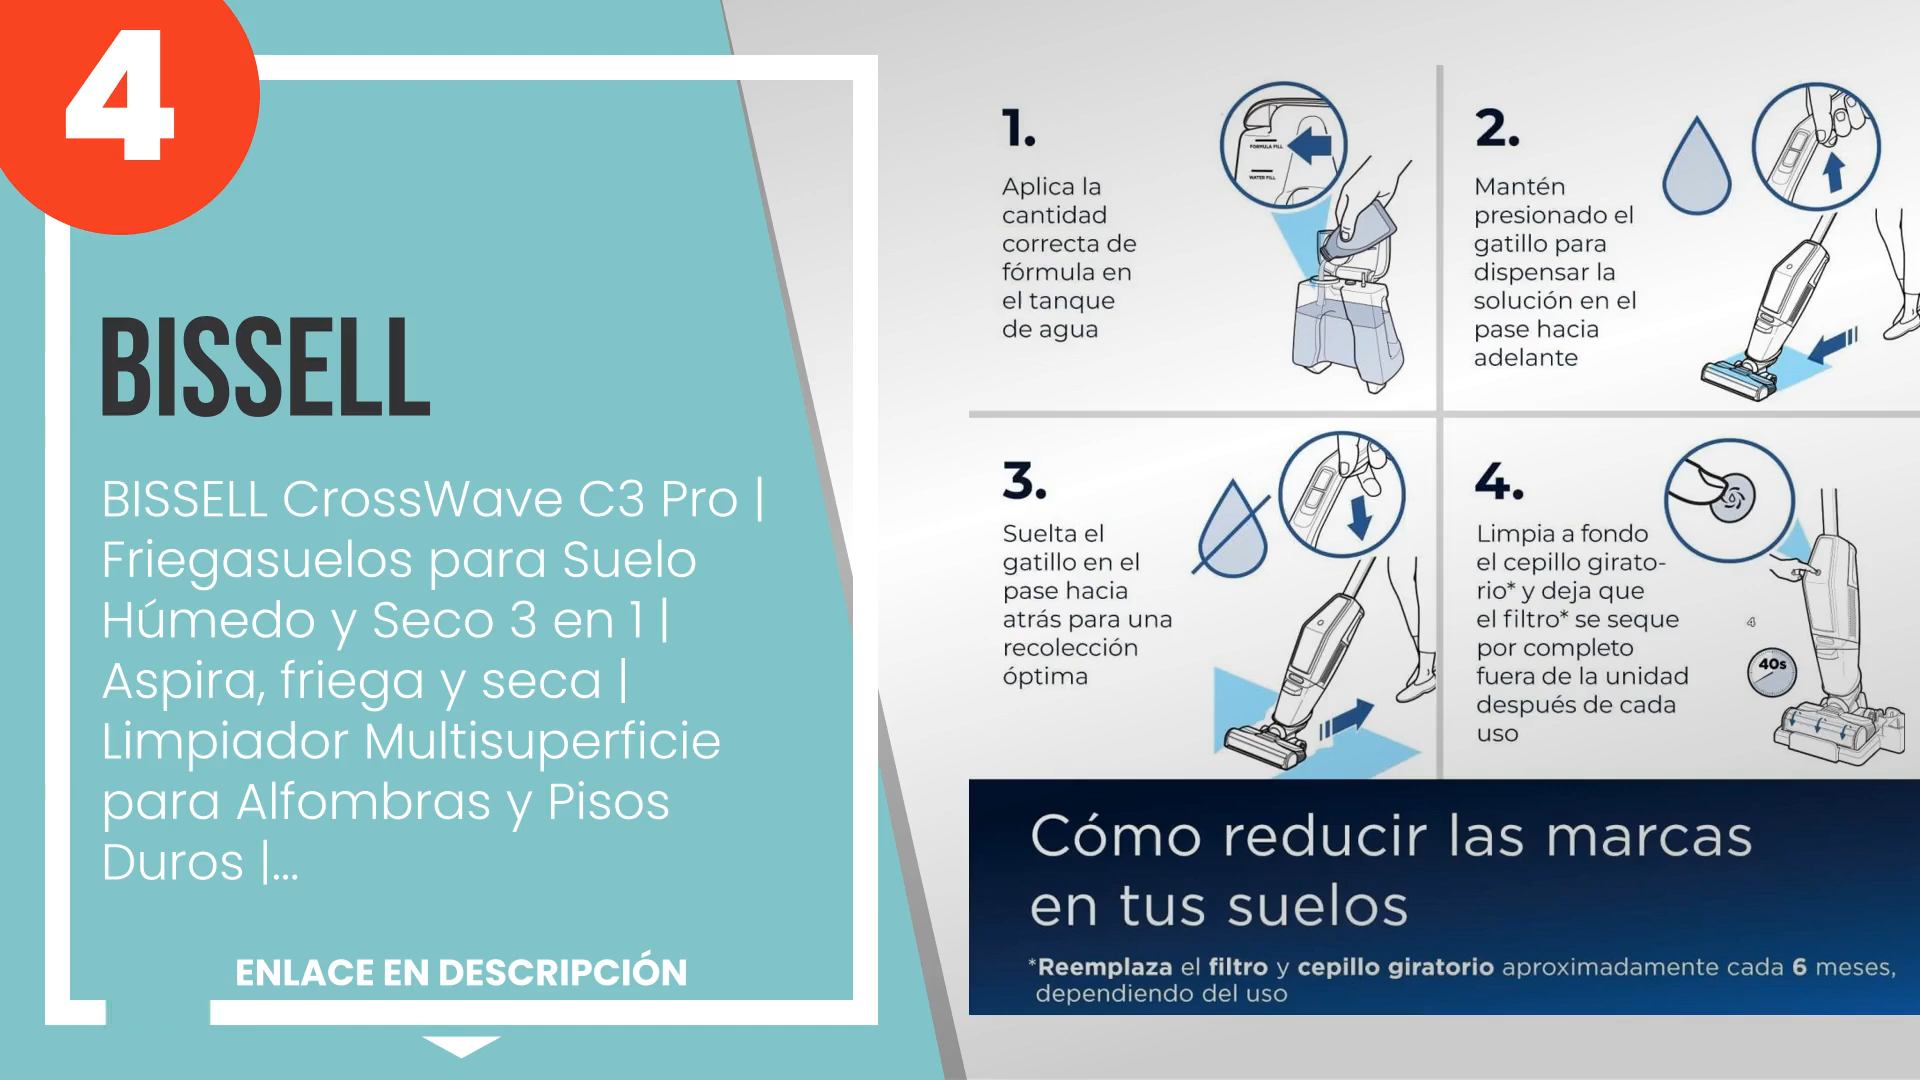 4
BISSELL
BISSELL CrossWave C3 Pro |
Friegasuelos para Suelo
Húmedo y Seco 3 en 1 |
Aspira, friega y seca |
Limpiador Multisuperficie
para Alfombras y Pisos
Duros |...
ENLACE EN DESCRIPCIÓN
1.
Aplica la
cantidad
correcta de
fórmula en
el tanque
de agua
FORMULA FILL
WATER FILL
2.
Mantén
presionado el
gatillo para
dispensar la
solución en el
pase hacia
adelante
3.
Suelta el
gatillo en el
pase hacia
atrás para una
recolección
óptima
4.
Limpia a fondo
el cepillo girato-
rio* y deja que
el filtro* se seque
por completo
fuera de la unidad
después de cada
uso
4
40s
Cómo reducir las marcas
en tus suelos
*Reemplaza el filtro y cepillo giratorio aproximadamente cada 6 meses,
dependiendo del uso